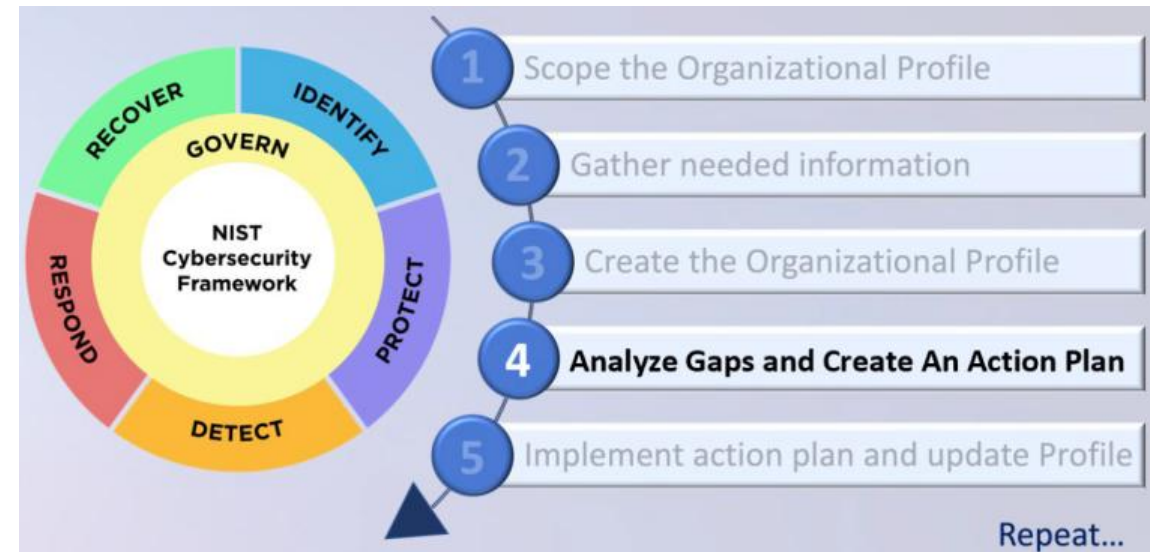 RECOVER
IDENTIFY
GOVERN
NIST
Cybersecurity
Framework
RESPOND
PROTECT
DETECT
1 Scope the Organizational Profile
2 Gather needed information
3 Create the Organizational Profile
4 Analyze Gaps and Create An Action Plan
5 Implement action plan and update Profile
Repeat...